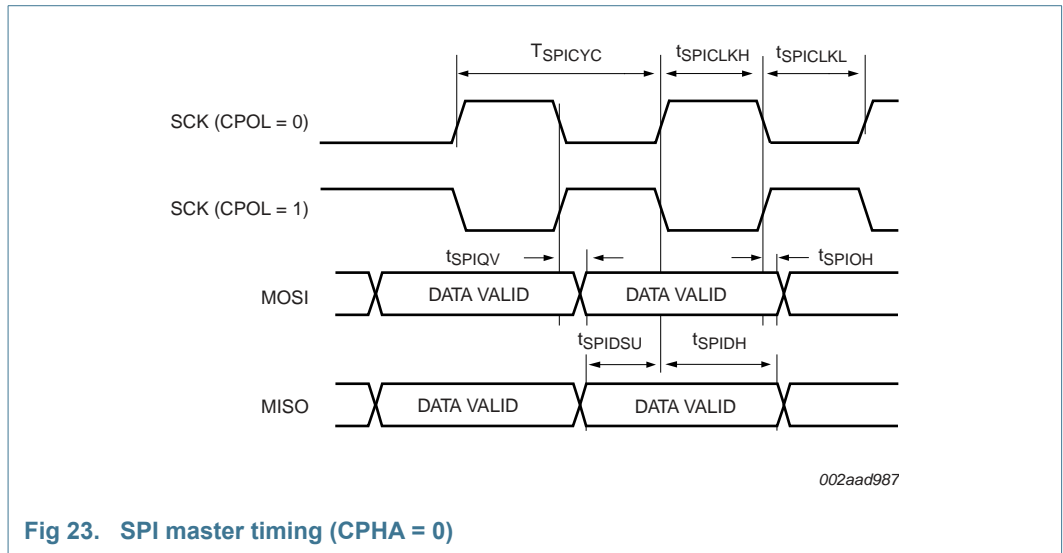 TSPICYC tSPICLKH tSPICLKL
SCK (CPOL = 0)
SCK (CPOL = 1)
tSPIQV tSPIOH
MOSI DATA VALID DATA VALID
tSPIDSU tSPIDH
MISO DATA VALID DATA VALID
002aad987
Fig 23. SPI master timing (CPHA = 0)